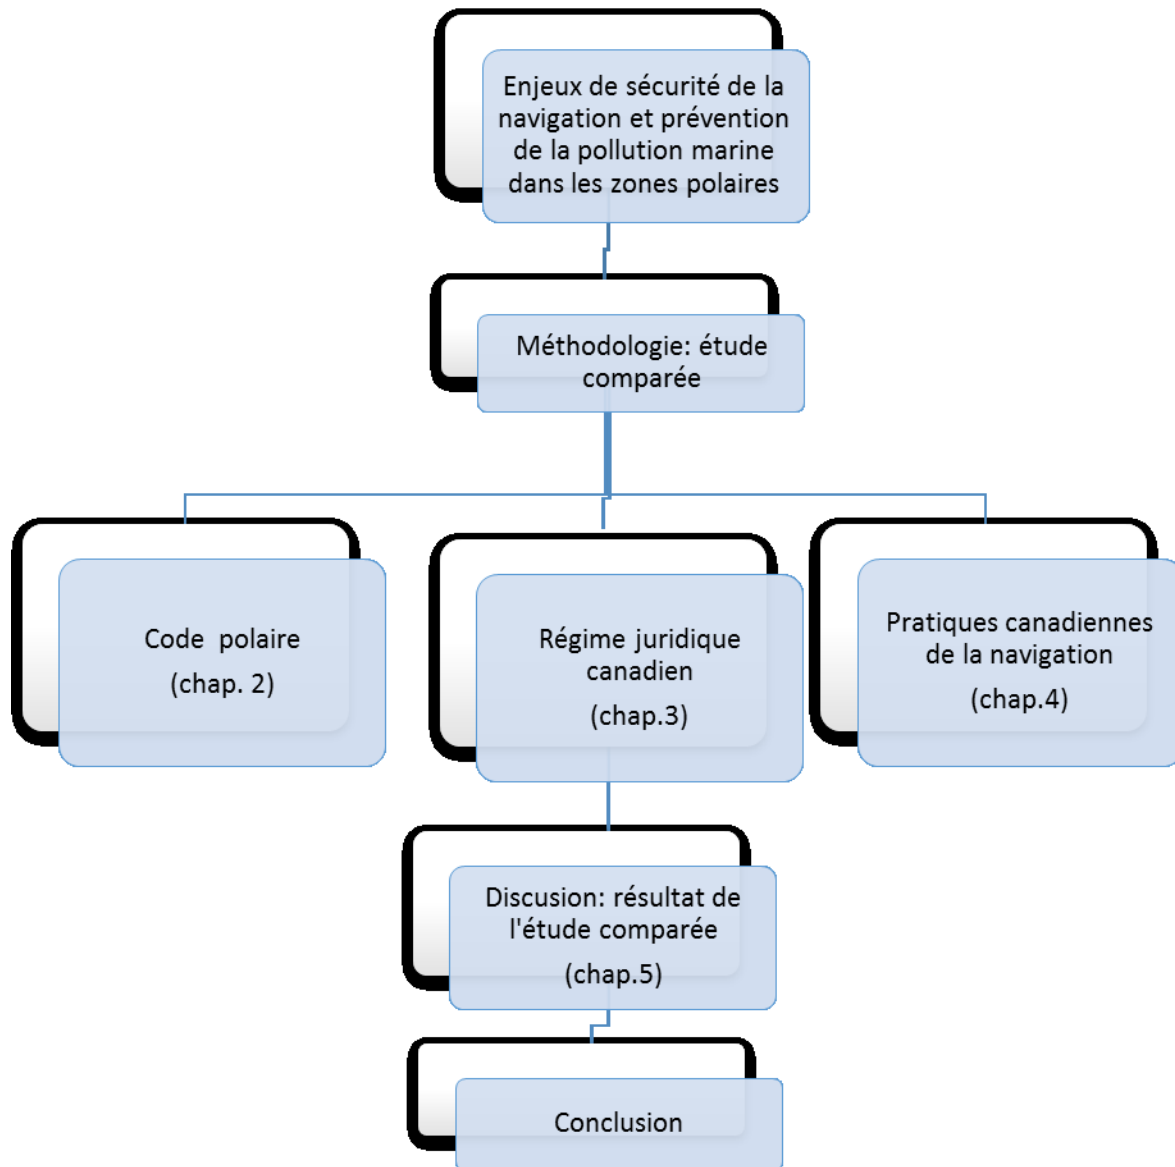 Enjeux de sécurité de la
navigation et prévention
de la pollution marine
dans les zones polaires
Méthodologie: étude
comparée
Code polaire
(chap. 2)
Régime juridique
canadien
(chap.3)
Pratiques canadiennes
de la navigation
(chap.4)
Discusion: résultat de
l'étude comparée
(chap.5)
Conclusion